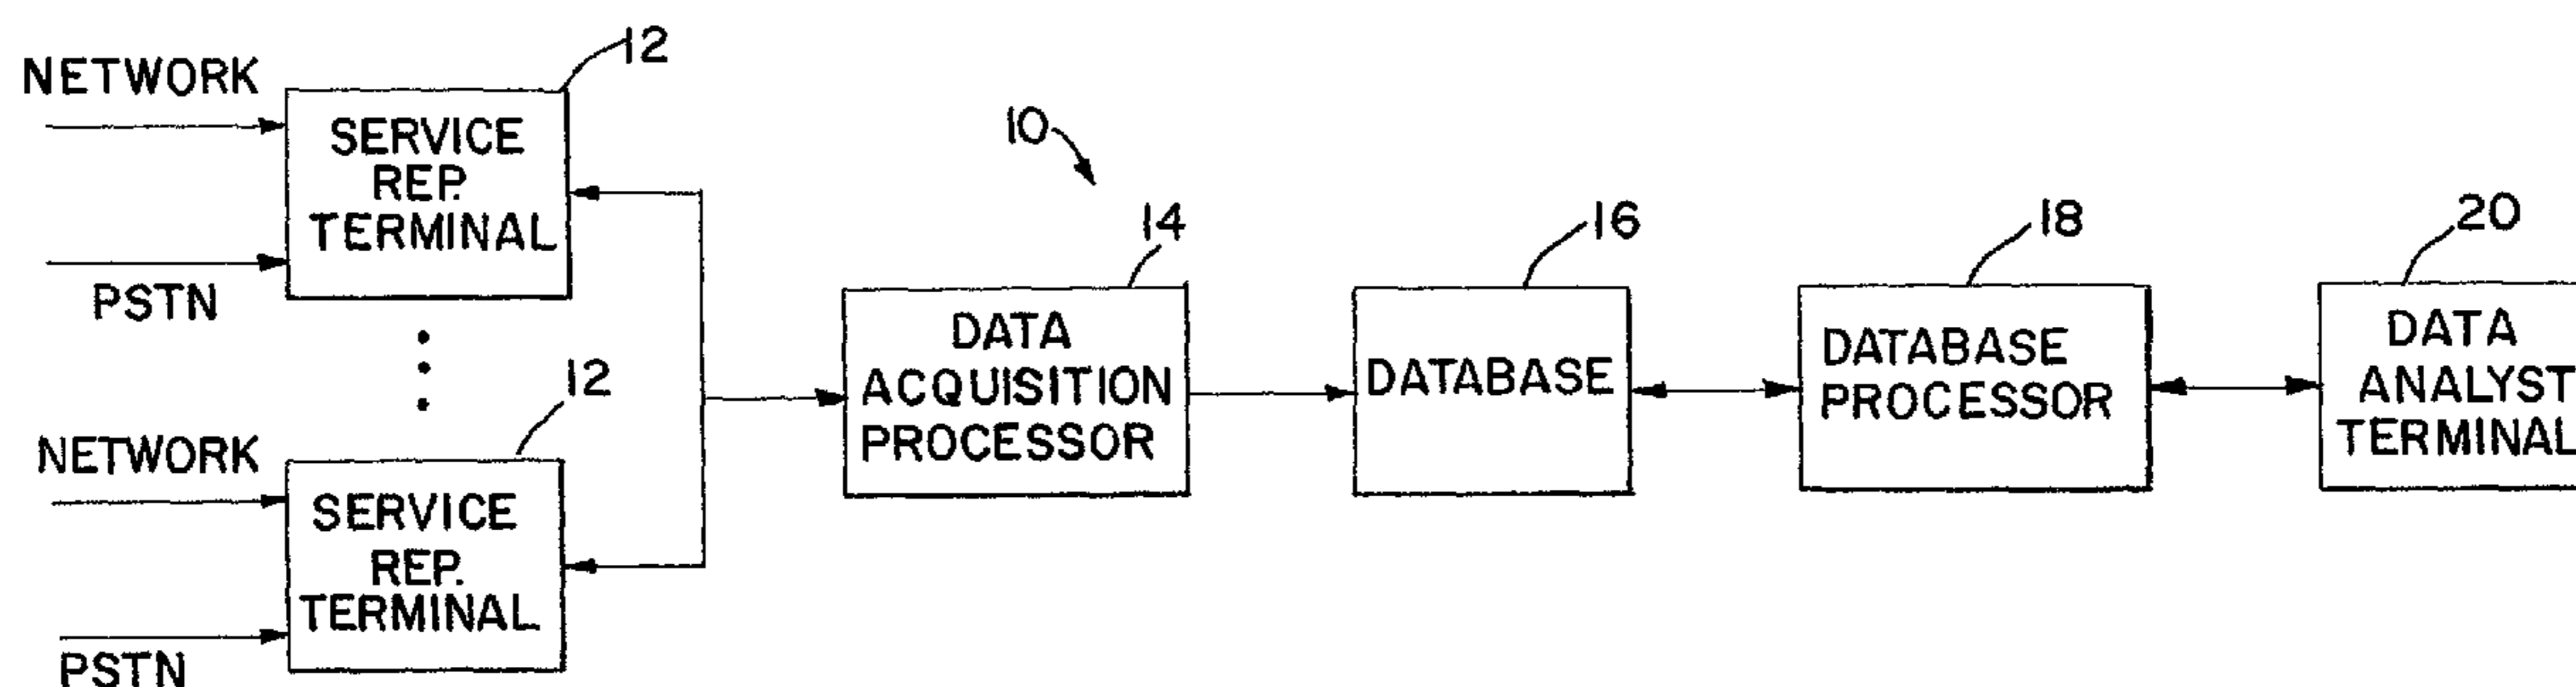 12
NETWORK
SERVICE
REP.
TERMINAL
PSTN
10
14
DATA
ACQUISITION
PROCESSOR
16
DATABASE
18
DATABASE
PROCESSOR
20
DATA
ANALYST
TERMINAL
12
NETWORK
SERVICE
REP.
TERMINAL
PSTN